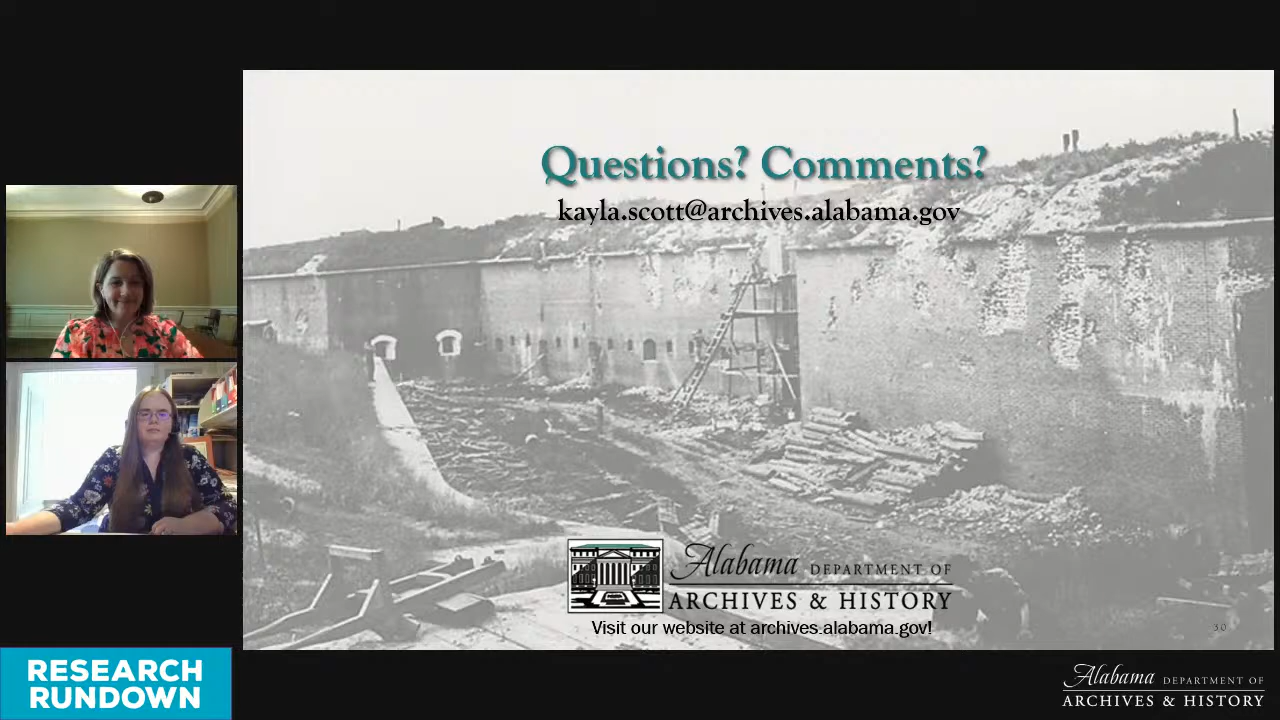 Questions? Comments?
kayla.scott@archives.alabama.gov
Alabama DEPARTMENT OF
ARCHIVES & HISTORY
Visit our website at archives.alabama.gov!
30
RESEARCH
RUNDOWN
Alabama DEPARTMENT OF
ARCHIVES & HISTORY